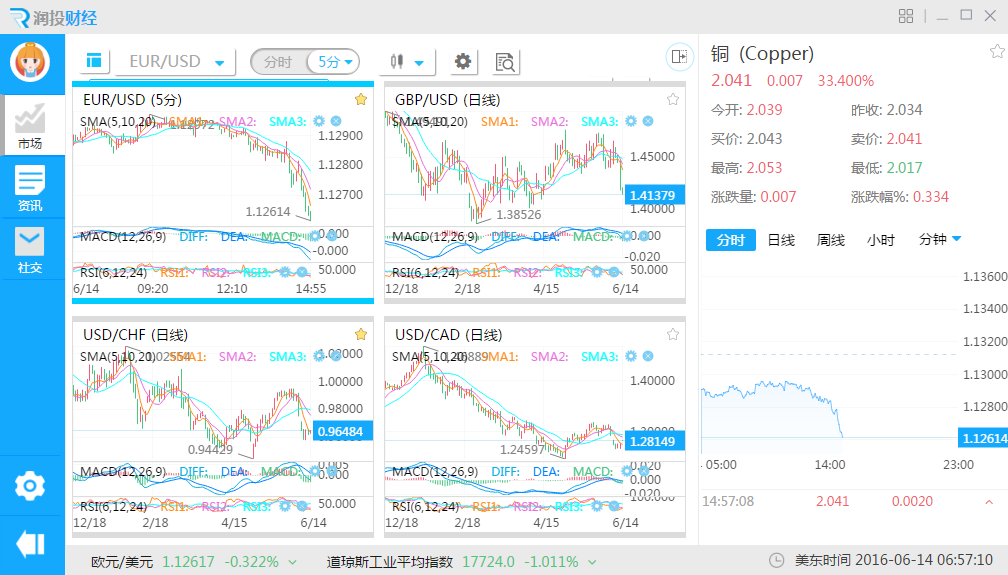 润投财经
市场
资讯
社交
EUR/USD
分时 5分
EUR/USD (5分)
SMA(5,10,20) SMA1: SMA2: SMA3:
1.12900
1.12800
1.12700
1.12614
MACD(12,26,9) DIFF: DEA: MACD:
-0.000
-0.000
RSI(6,12,24) RSI1: RSI2: RSI3:
50.000
6/14 09:20 12:10 14:55
GBP/USD (日线)
SMA(5,10,20) SMA1: SMA2: SMA3:
1.45000
1.41379
1.40000
1.38526
MACD(12,26,9) DIFF: DEA: MACD:
0.000
-0.020
RSI(6,12,24) RSI1: RSI2: RSI3:
50.000
12/18 2/18 4/15 6/14
USD/CHF (日线)
SMA(5,10,20) SMA1: SMA2: SMA3:
1.02000
1.00000
0.98000
0.96484
0.94429
MACD(12,26,9) DIFF: DEA: MACD:
0.005
0.000
RSI(6,12,24) RSI1: RSI2: RSI3:
50.000
12/18 2/18 4/15 6/14
USD/CAD (日线)
SMA(5,10,20) SMA1: SMA2: SMA3:
1.40000
1.28149
1.24597
MACD(12,26,9) DIFF: DEA: MACD:
0.020
0.000
-0.020
RSI(6,12,24) RSI1: RSI2: RSI3:
12/18 2/18 4/15 6/14
铜 (Copper)
2.041 0.007 33.400%
今开: 2.039 昨收: 2.034
买价: 2.043 卖价: 2.041
最高: 2.053 最低: 2.017
涨跌量: 0.007 涨跌幅%: 0.334
分时 日线 周线 小时 分钟
1.13600
1.13400
1.13200
1.13000
1.12800
1.12614
05:00 14:00 23:00
14:57:08 2.041 0.0020
欧元/美元 1.12617 -0.322% 道琼斯工业平均指数 17724.0 -1.011% 美东时间 2016-06-14 06:57:10